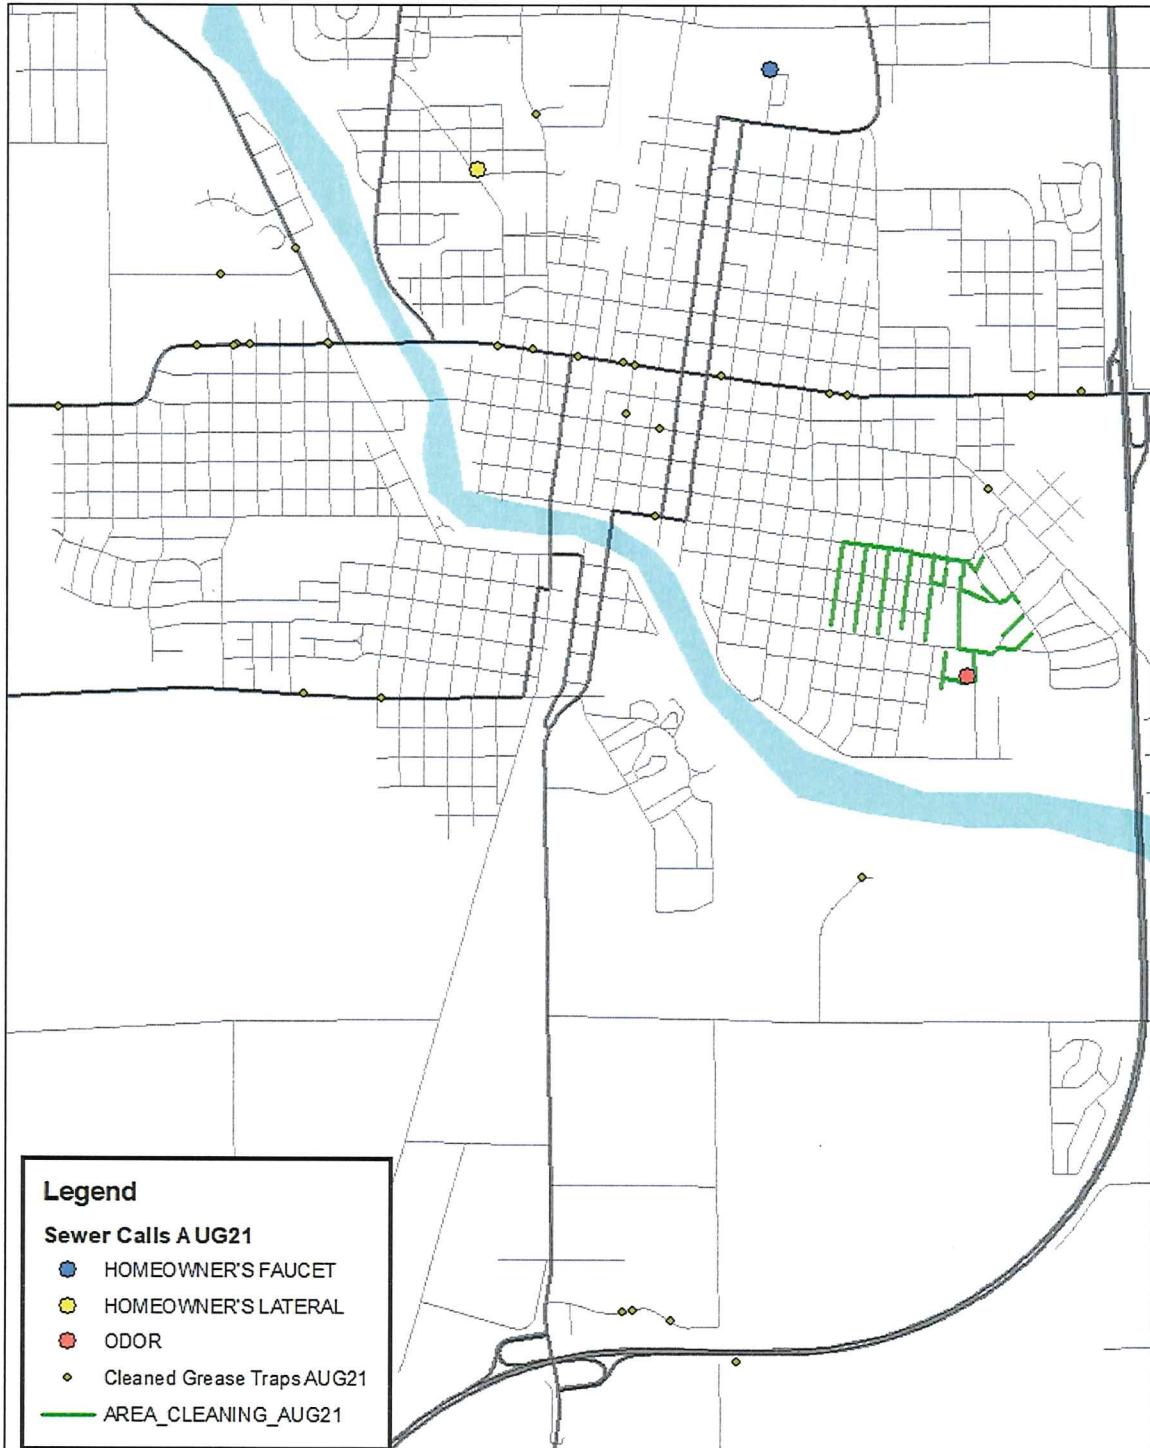 Legend
Sewer Calls AUG21
HOMEOWNER'S FAUCET
HOMEOWNER'S LATERAL
ODOR
Cleaned Grease Traps AUG21
AREA_CLEANING_AUG21